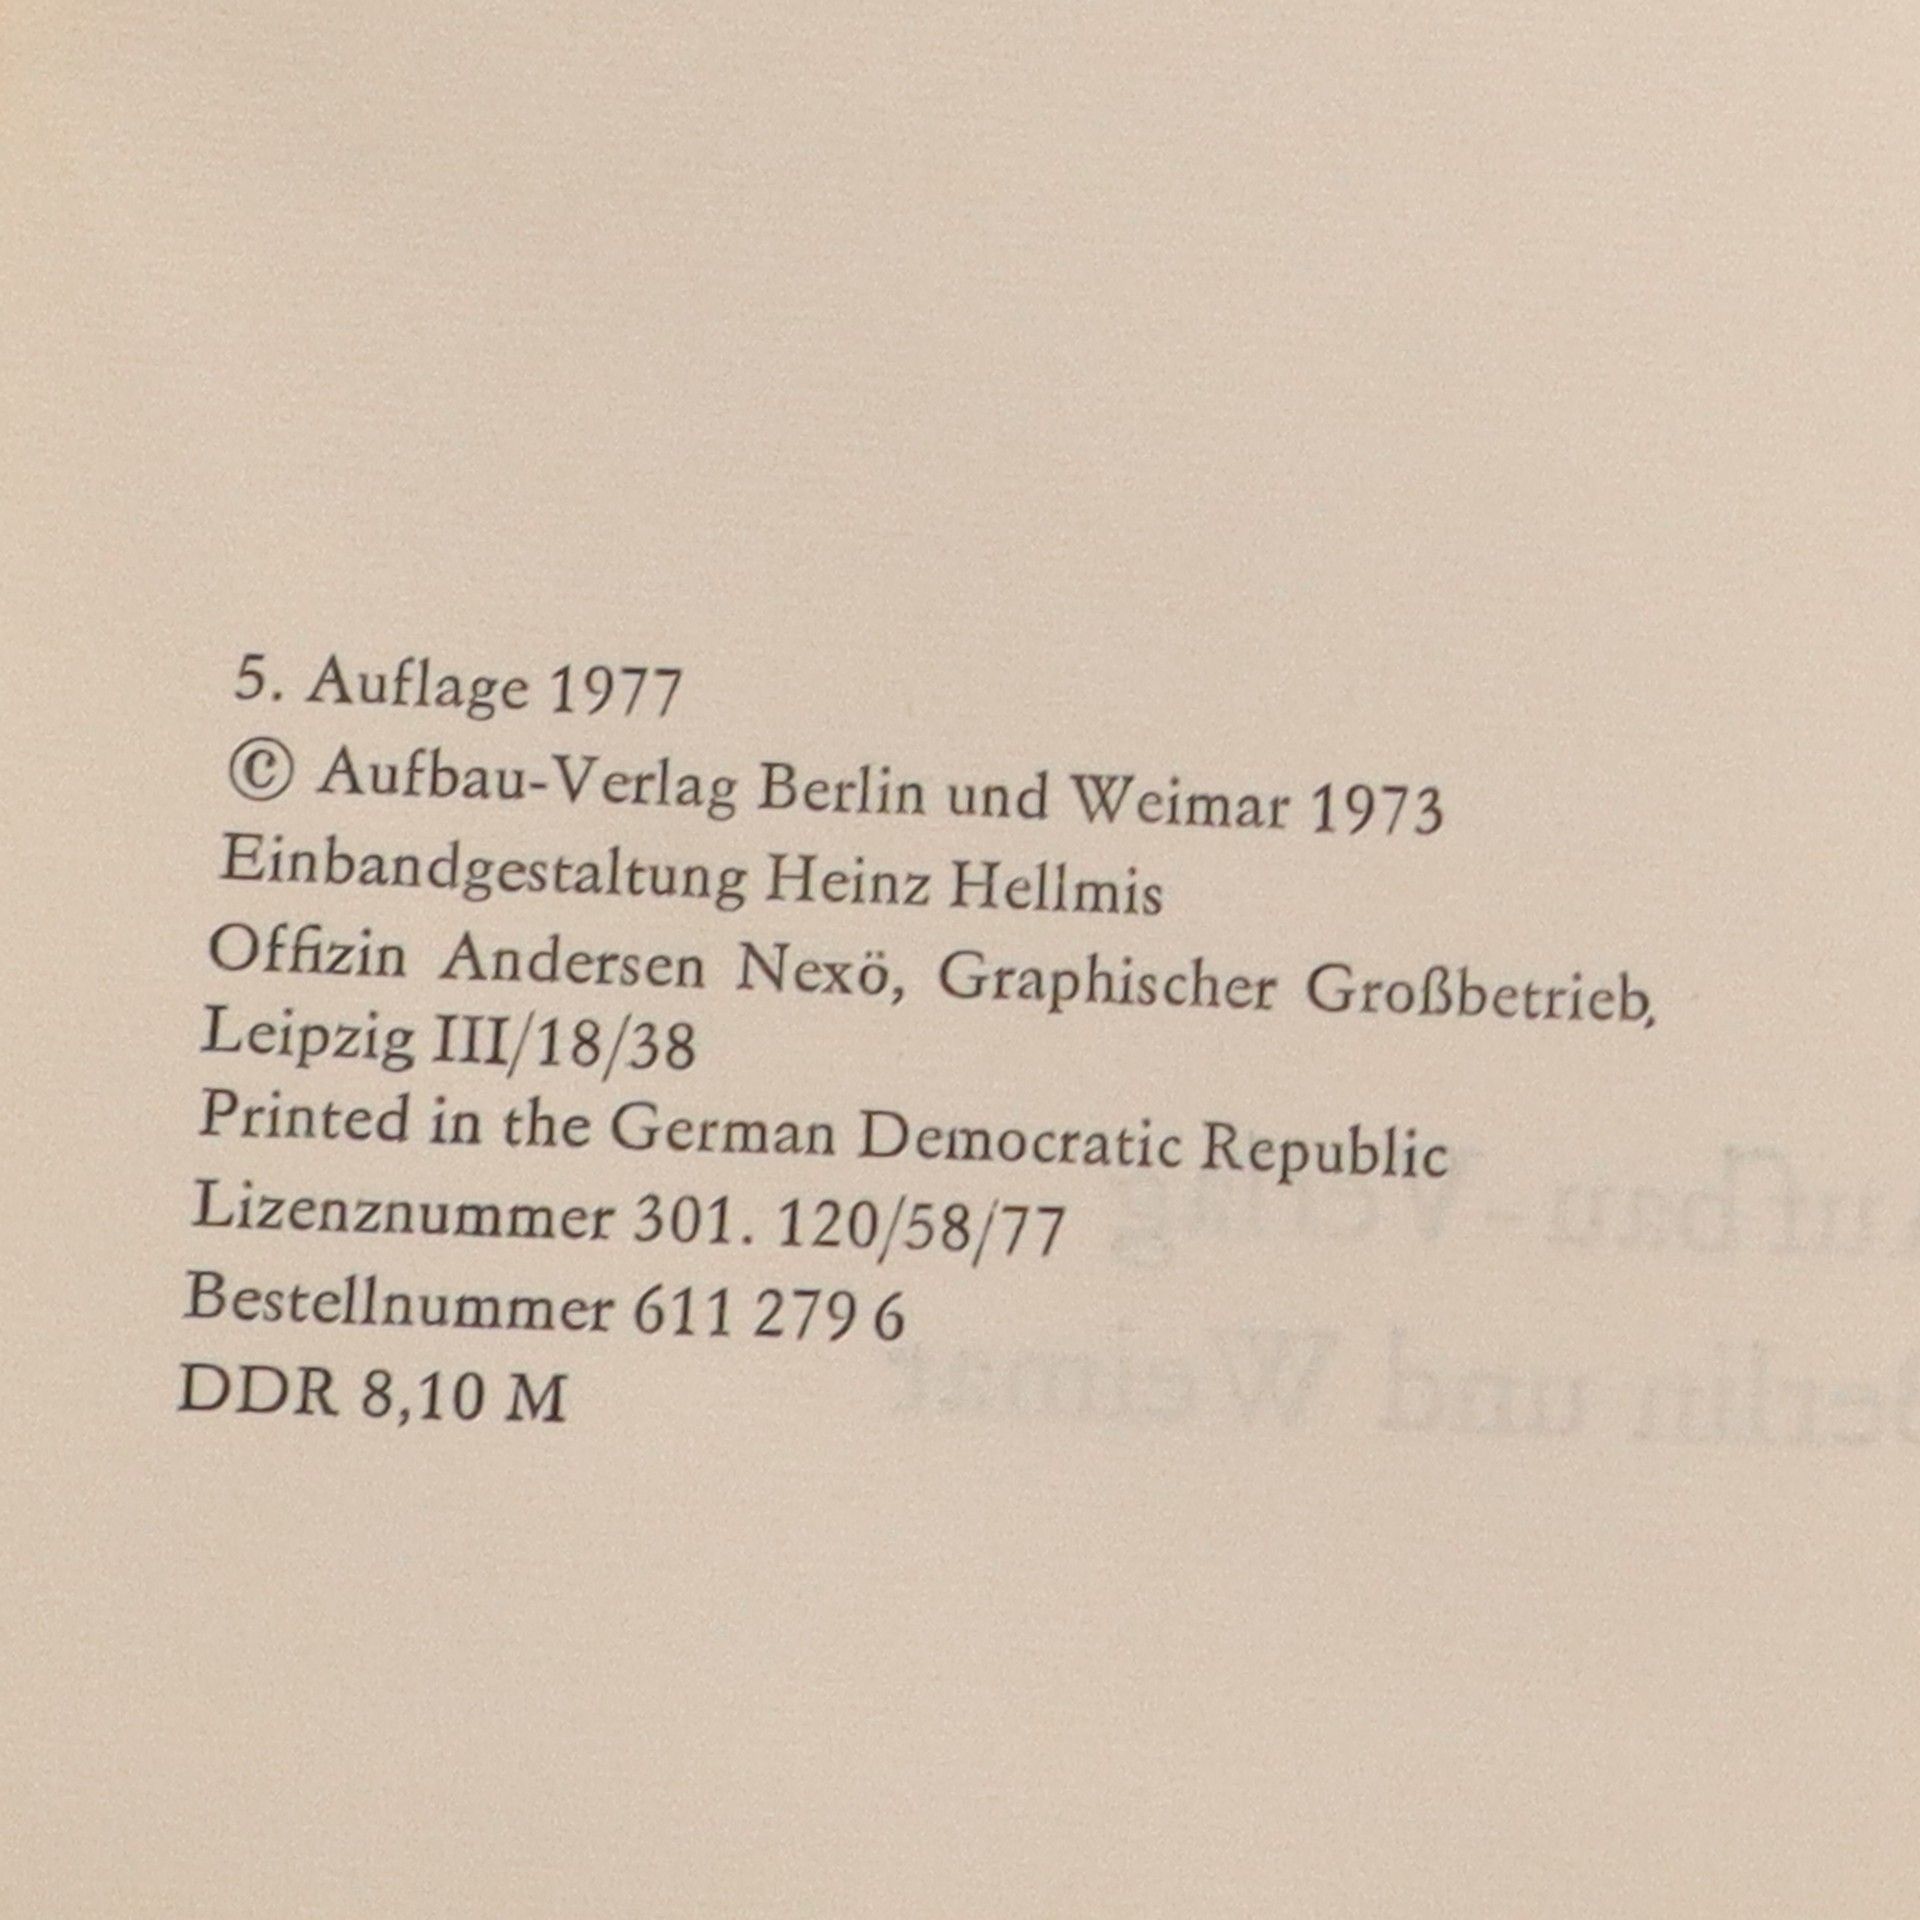 5. Auflage 1977
© Aufbau-Verlag Berlin und Weimar 1973
Einbandgestaltung Heinz Hellmis
Offizin Andersen Nexö, Graphischer Großbetrieb,
Leipzig III/18/38
Printed in the German Democratic Republic
Lizenznummer 301. 120/58/77
Bestellnummer 611 279 6
DDR 8,10 M